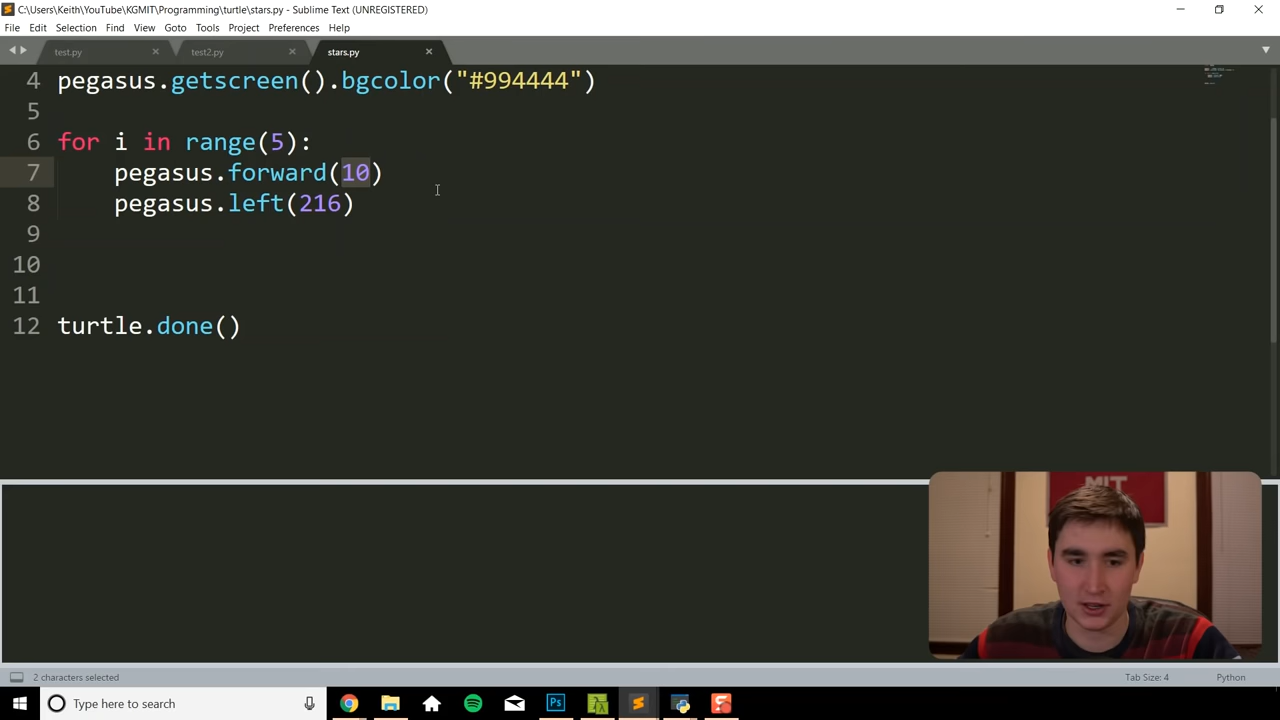 C:\Users\Keith\YouTube\KGMIT\Programming\turtle\stars.py - Sublime Text (UNREGISTERED)
File Edit Selection Find View Goto Tools Project Preferences Help
test.py test2.py stars.py
4 pegasus.getscreen().bgcolor("#994444")
5
6 for i in range(5):
7 pegasus.forward(10)
8 pegasus.left(216)
9
10
11
12 turtle.done()
MIT
2 characters selected Tab Size: 4 Python
Type here to search Ps